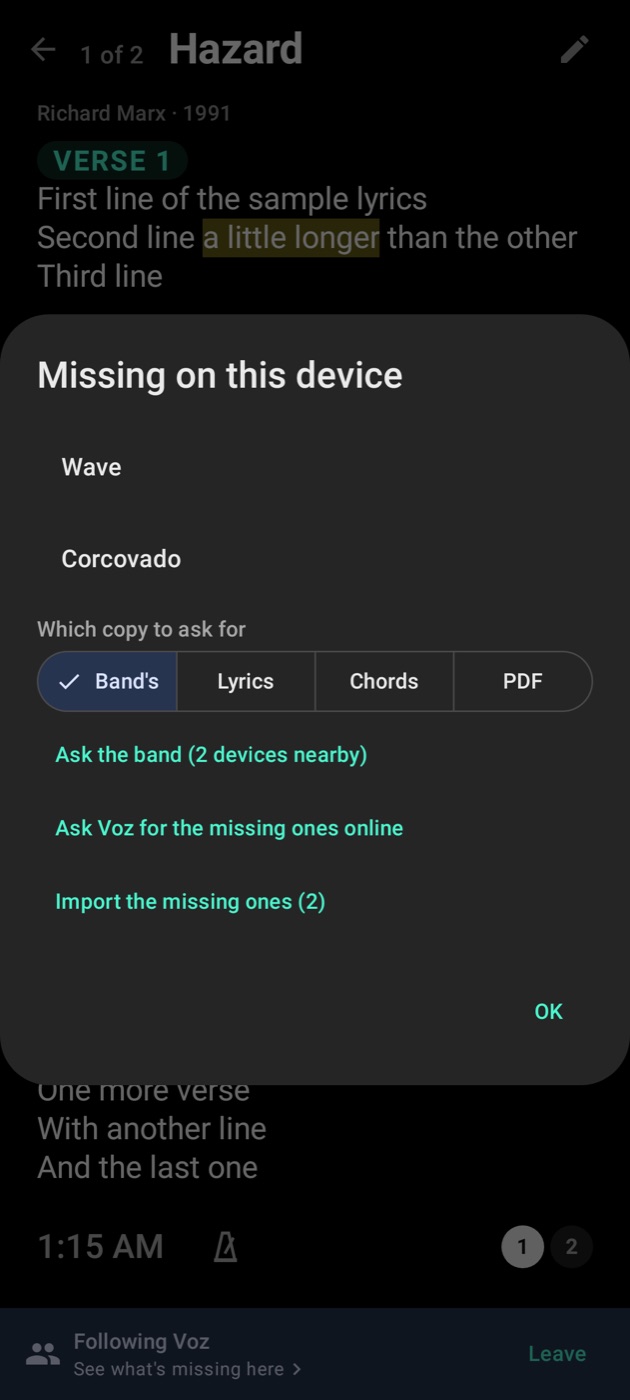 1 of 2 Hazard
Richard Marx · 1991
VERSE 1
First line of the sample lyrics
Second line a little longer than the other
Third line
Missing on this device
Wave
Corcovado
Which copy to ask for
Band's Lyrics Chords PDF
Ask the band (2 devices nearby)
Ask Voz for the missing ones online
Import the missing ones (2)
OK
One more verse
With another line
And the last one
1:15 AM 1 2
Following Voz
See what's missing here >
Leave